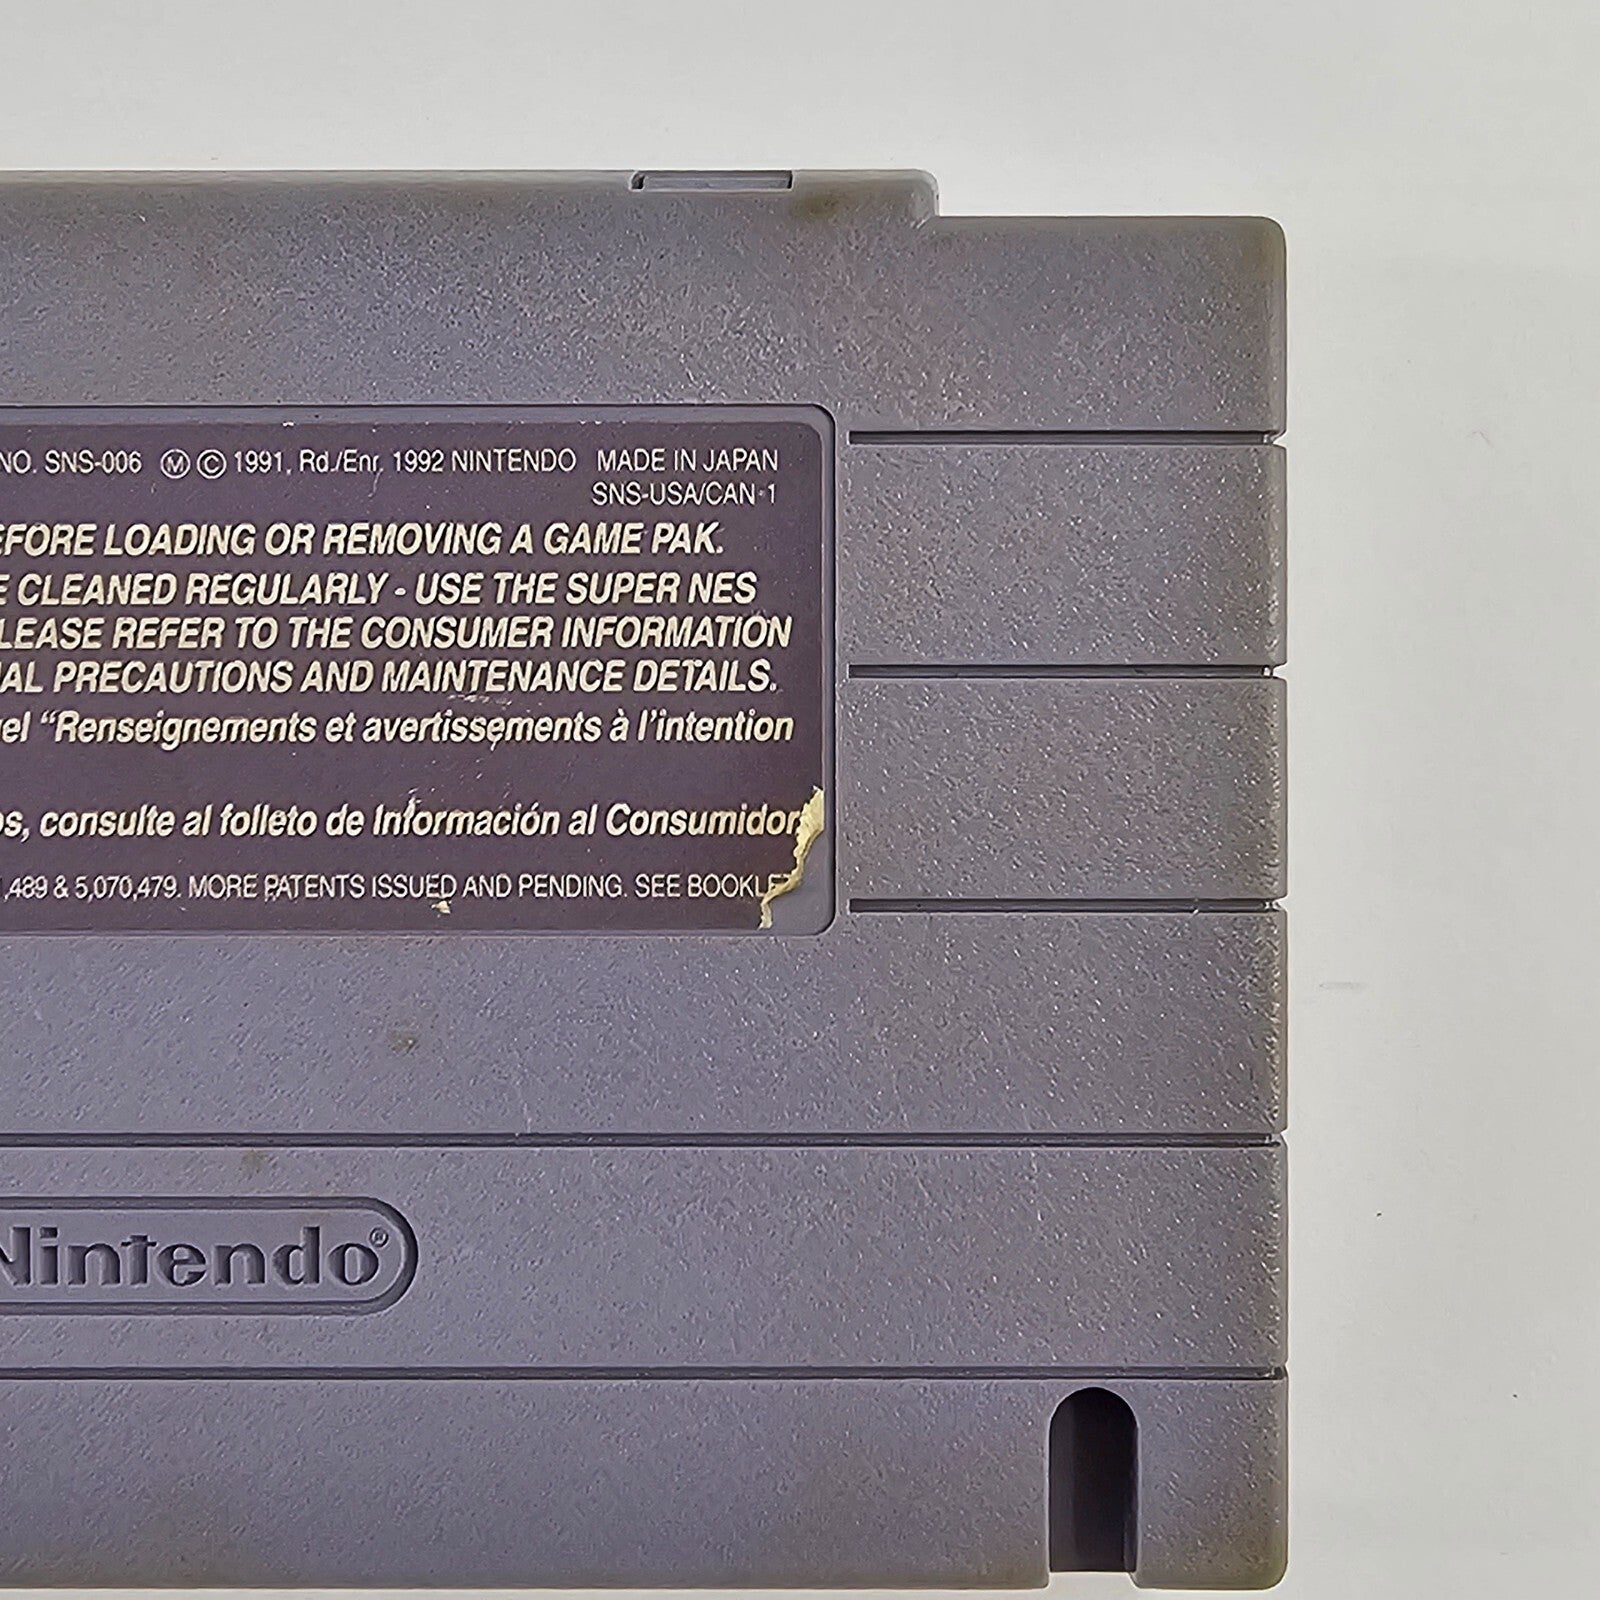 NO. SNS-006 Ⓜ © 1991, Rd./Enr. 1992 NINTENDO MADE IN JAPAN
SNS-USA/CAN-1
EFORE LOADING OR REMOVING A GAME PAK.
E CLEANED REGULARLY - USE THE SUPER NES
LEASE REFER TO THE CONSUMER INFORMATION
AL PRECAUTIONS AND MAINTENANCE DETAILS.
el “Renseignements et avertissements à l'intention
os, consulte al folleto de Información al Consumidor
,489 & 5,070,479. MORE PATENTS ISSUED AND PENDING. SEE BOOKLET
Nintendo®